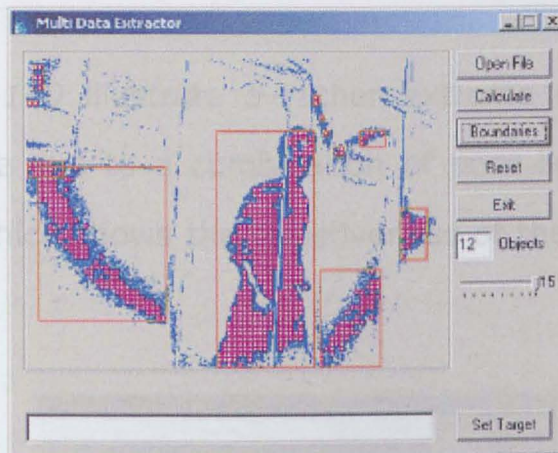 Multi Data Extractor
Open File
Calculate
Boundaries
Reset
Exit
12 Objects
15
Set Target